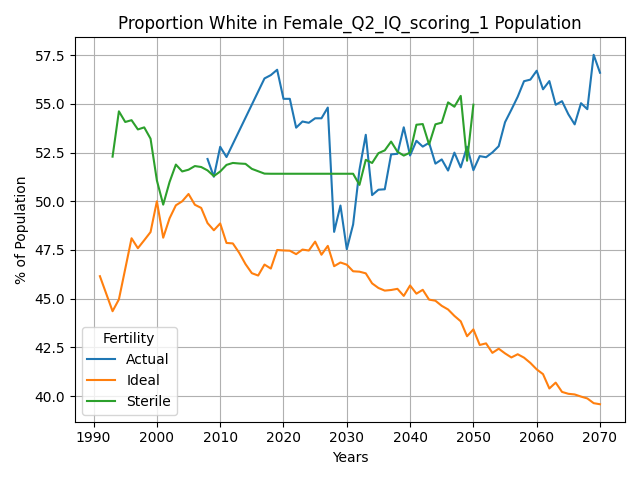 Proportion White in Female_Q2_IQ_scoring_1 Population
% of Population
57.5
55.0
52.5
50.0
47.5
45.0
42.5
40.0
Fertility
Actual
Ideal
Sterile
1990 2000 2010 2020 2030 2040 2050 2060 2070
Years